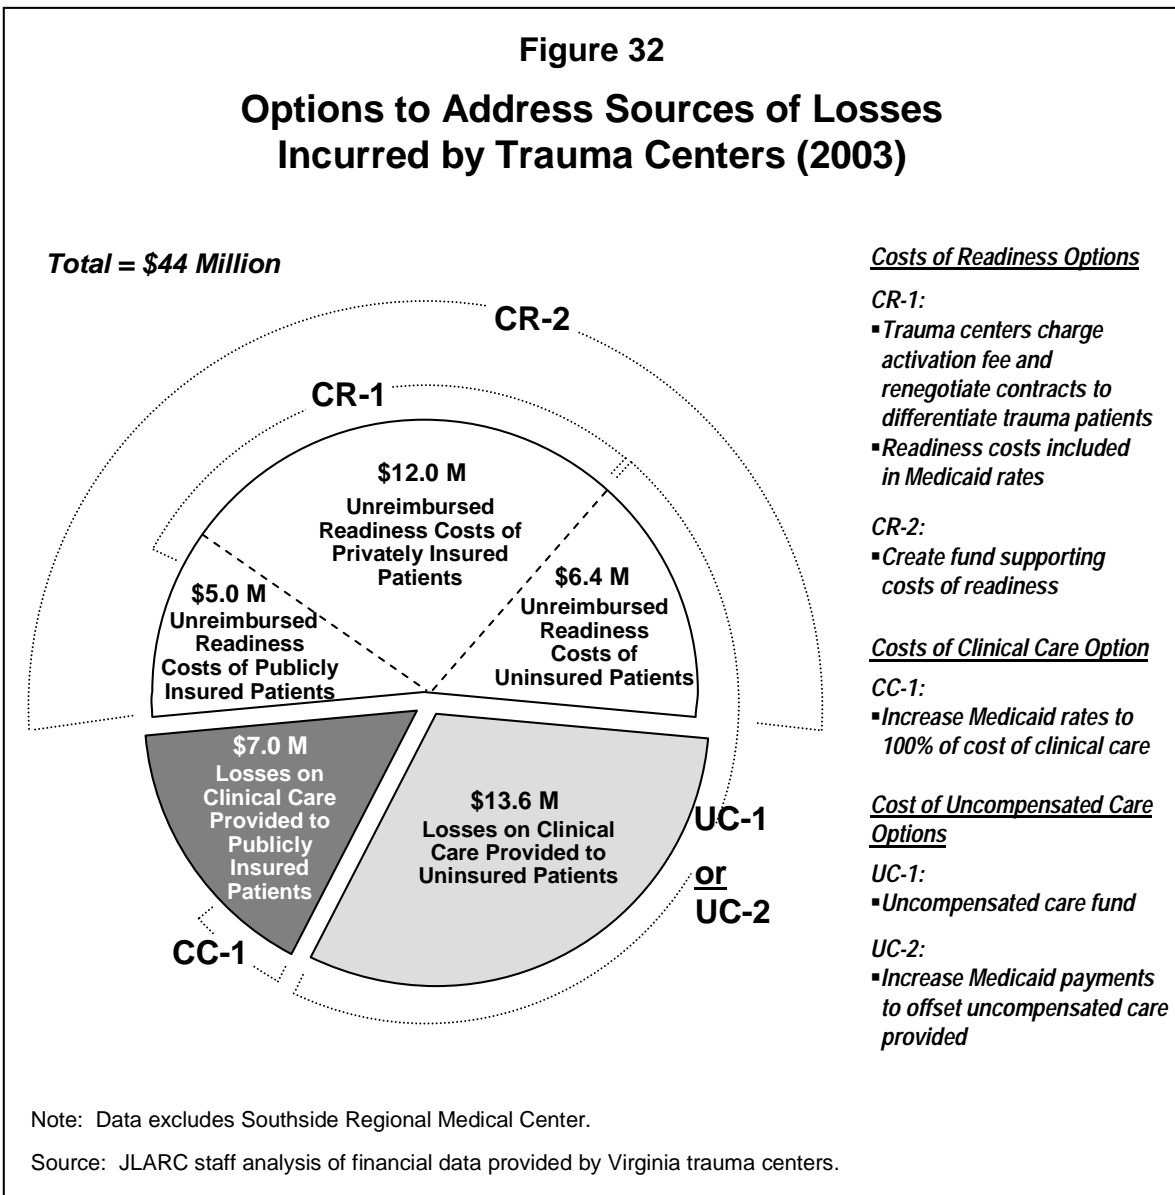 Figure 32
Options to Address Sources of Losses
Incurred by Trauma Centers (2003)
Total = $44 Million
CR-2
CR-1
$12.0 M
Unreimbursed
Readiness Costs of
Privately Insured
Patients
$5.0 M
Unreimbursed
Readiness
Costs of Publicly
Insured Patients
$6.4 M
Unreimbursed
Readiness
Costs of
Uninsured Patients
$7.0 M
Losses on
Clinical Care
Provided to
Publicly
Insured
Patients
$13.6 M
Losses on Clinical
Care Provided to
Uninsured Patients
UC-1
or
UC-2
CC-1
Costs of Readiness Options
CR-1:
▪Trauma centers charge
activation fee and
renegotiate contracts to
differentiate trauma patients
▪Readiness costs included
in Medicaid rates
CR-2:
▪Create fund supporting
costs of readiness
Costs of Clinical Care Option
CC-1:
▪Increase Medicaid rates to
100% of cost of clinical care
Cost of Uncompensated Care
Options
UC-1:
▪Uncompensated care fund
UC-2:
▪Increase Medicaid payments
to offset uncompensated care
provided
Note: Data excludes Southside Regional Medical Center.
Source: JLARC staff analysis of financial data provided by Virginia trauma centers.